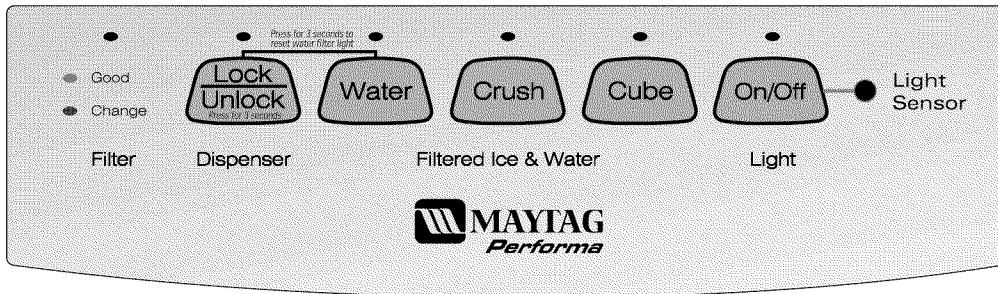 Press for 3 seconds to
reset water filter light
Good
Change
Lock
Unlock
Press for 3 seconds
Water
Crush
Cube
On/Off
Light
Sensor
Filter
Dispenser
Filtered Ice & Water
Light
MAYTAG
Performa